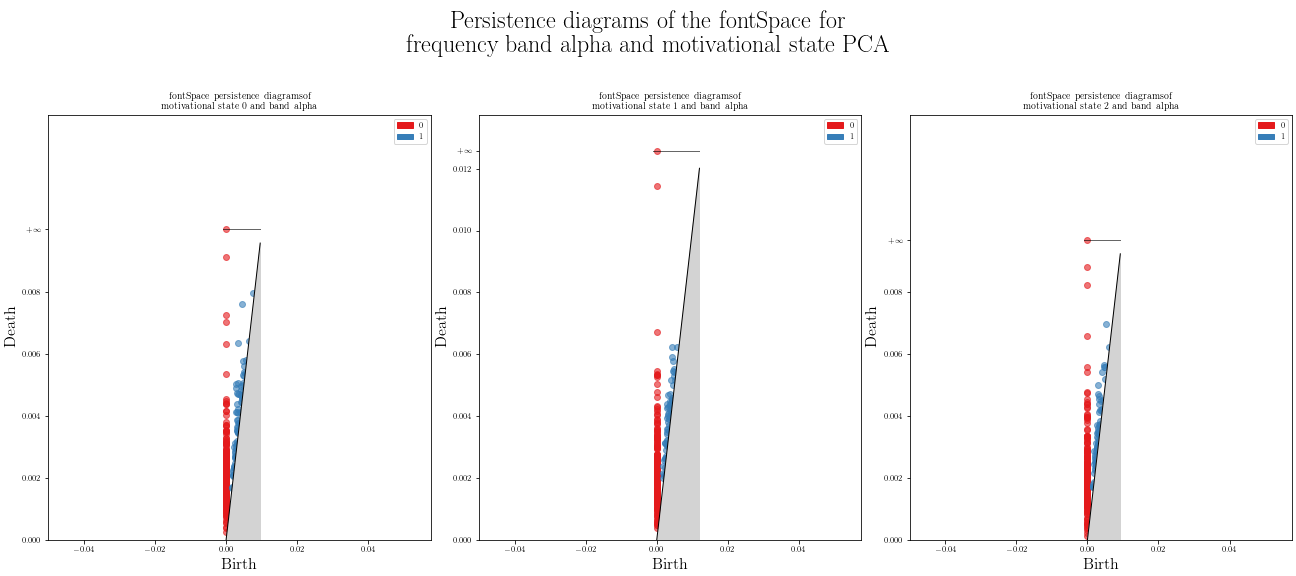 Persistence diagrams of the fontSpace for
frequency band alpha and motivational state PCA
fontSpace persistence diagramsof
motivational state 0 and band alpha
0
1
+∞
0.008
0.006
0.004
0.002
0.000
Death
−0.04
−0.02
0.00
0.02
0.04
Birth
fontSpace persistence diagramsof
motivational state 1 and band alpha
0
1
+∞
0.012
0.010
0.008
0.006
0.004
0.002
0.000
Death
−0.04
−0.02
0.00
0.02
0.04
Birth
fontSpace persistence diagramsof
motivational state 2 and band alpha
0
1
+∞
0.008
0.006
0.004
0.002
0.000
Death
−0.04
−0.02
0.00
0.02
0.04
Birth